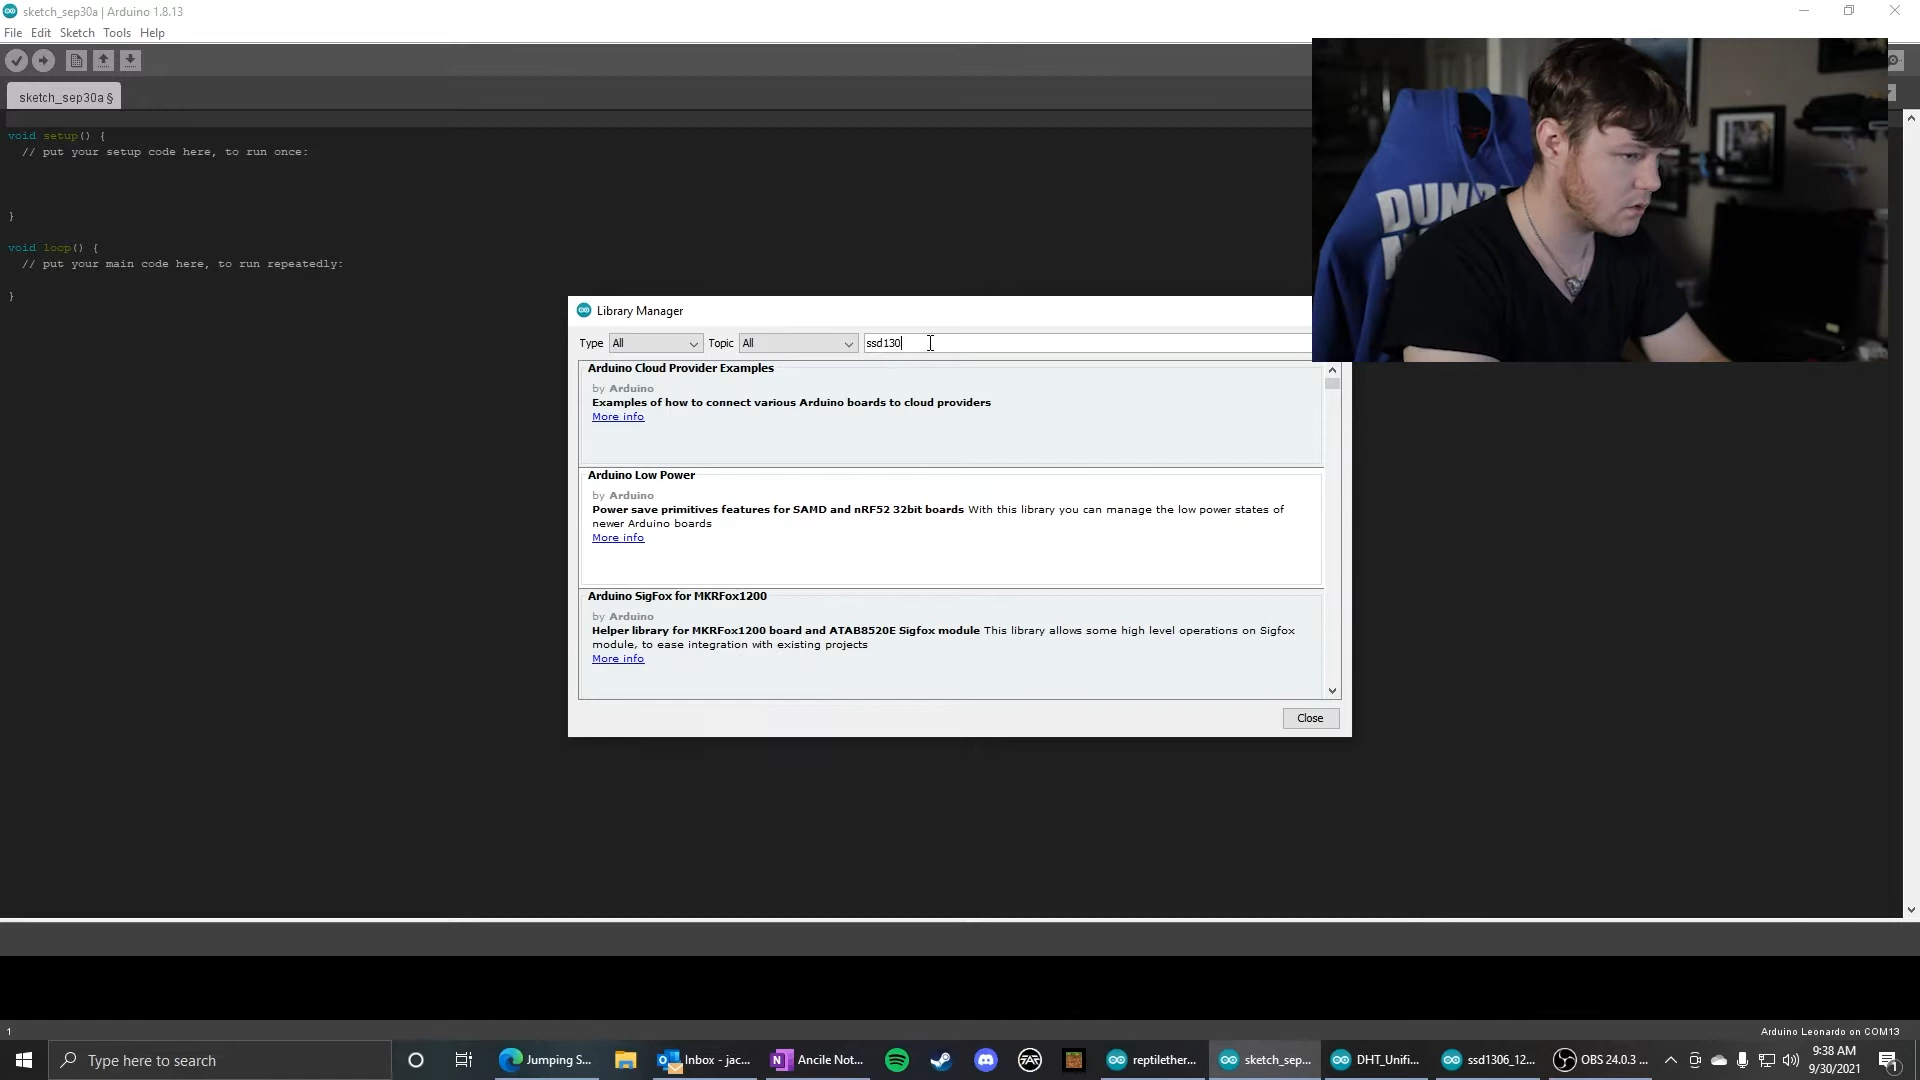 sketch_sep30a | Arduino 1.8.13
File Edit Sketch Tools Help
sketch_sep30a §
void setup() {
// put your setup code here, to run once:
}
void loop() {
// put your main code here, to run repeatedly:
}
Library Manager
Type All Topic All ssd130
Arduino Cloud Provider Examples
by Arduino
Examples of how to connect various Arduino boards to cloud providers
More info
Arduino Low Power
by Arduino
Power save primitives features for SAMD and nRF52 32bit boards With this library you can manage the low power states of
newer Arduino boards
More info
Arduino SigFox for MKRFox1200
by Arduino
Helper library for MKRFox1200 board and ATAB8520E Sigfox module This library allows some high level operations on Sigfox
module, to ease integration with existing projects
More info
Close
1
Arduino Leonardo on COM13
Type here to search
Jumping S...
Inbox - jac...
Ancile Not...
reptilether...
sketch_sep...
DHT_Unifi...
ssd1306_12...
OBS 24.0.3 ...
9:38 AM
9/30/2021
1